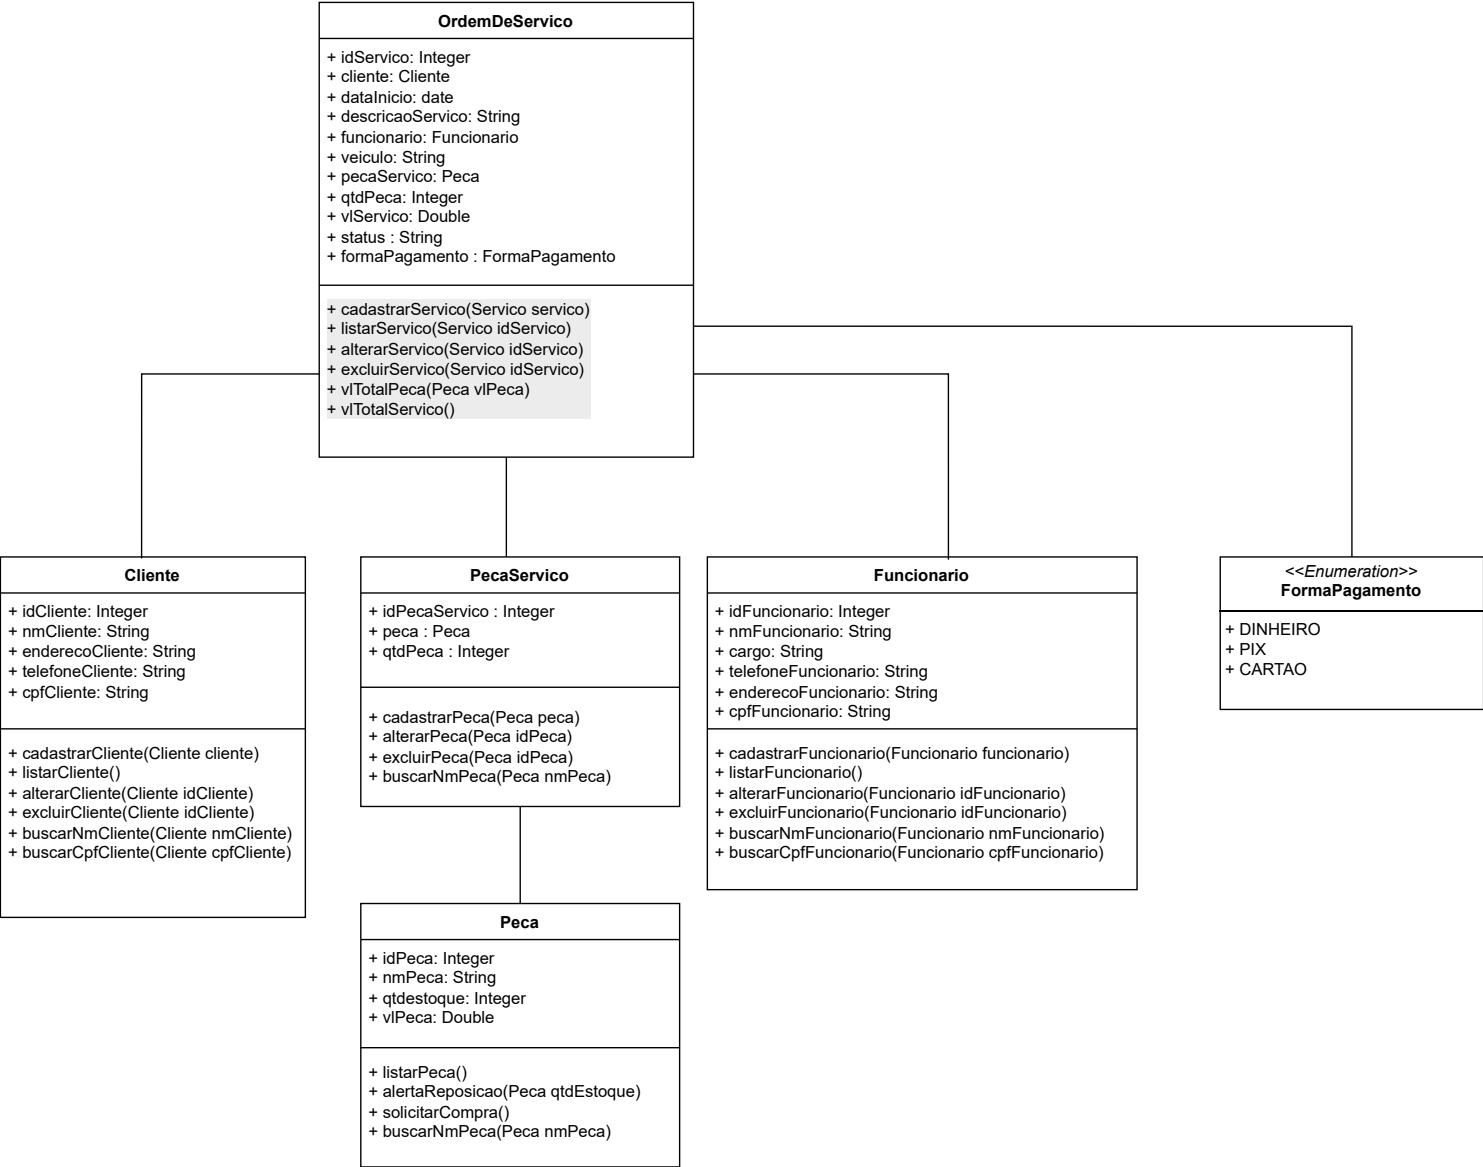 OrdemDeServico
+ idServico: Integer
+ cliente: Cliente
+ dataInicio: date
+ descricaoServico: String
+ funcionario: Funcionario
+ veiculo: String
+ pecaServico: Peca
+ qtdPeca: Integer
+ vlServico: Double
+ status : String
+ formaPagamento : FormaPagamento
+ cadastrarServico(Servico servico)
+ listarServico(Servico idServico)
+ alterarServico(Servico idServico)
+ excluirServico(Servico idServico)
+ vlTotalPeca(Peca vlPeca)
+ vlTotalServico()
Cliente
+ idCliente: Integer
+ nmCliente: String
+ enderecoCliente: String
+ telefoneCliente: String
+ cpfCliente: String
+ cadastrarCliente(Cliente cliente)
+ listarCliente()
+ alterarCliente(Cliente idCliente)
+ excluirCliente(Cliente idCliente)
+ buscarNmCliente(Cliente nmCliente)
+ buscarCpfCliente(Cliente cpfCliente)
PecaServico
+ idPecaServico : Integer
+ peca : Peca
+ qtdPeca : Integer
+ cadastrarPeca(Peca peca)
+ alterarPeca(Peca idPeca)
+ excluirPeca(Peca idPeca)
+ buscarNmPeca(Peca nmPeca)
Funcionario
+ idFuncionario: Integer
+ nmFuncionario: String
+ cargo: String
+ telefoneFuncionario: String
+ enderecoFuncionario: String
+ cpfFuncionario: String
+ cadastrarFuncionario(Funcionario funcionario)
+ listarFuncionario()
+ alterarFuncionario(Funcionario idFuncionario)
+ excluirFuncionario(Funcionario idFuncionario)
+ buscarNmFuncionario(Funcionario nmFuncionario)
+ buscarCpfFuncionario(Funcionario cpfFuncionario)
<<Enumeration>>
FormaPagamento
+ DINHEIRO
+ PIX
+ CARTAO
Peca
+ idPeca: Integer
+ nmPeca: String
+ qtdestoque: Integer
+ vlPeca: Double
+ listarPeca()
+ alertaReposicao(Peca qtdEstoque)
+ solicitarCompra()
+ buscarNmPeca(Peca nmPeca)